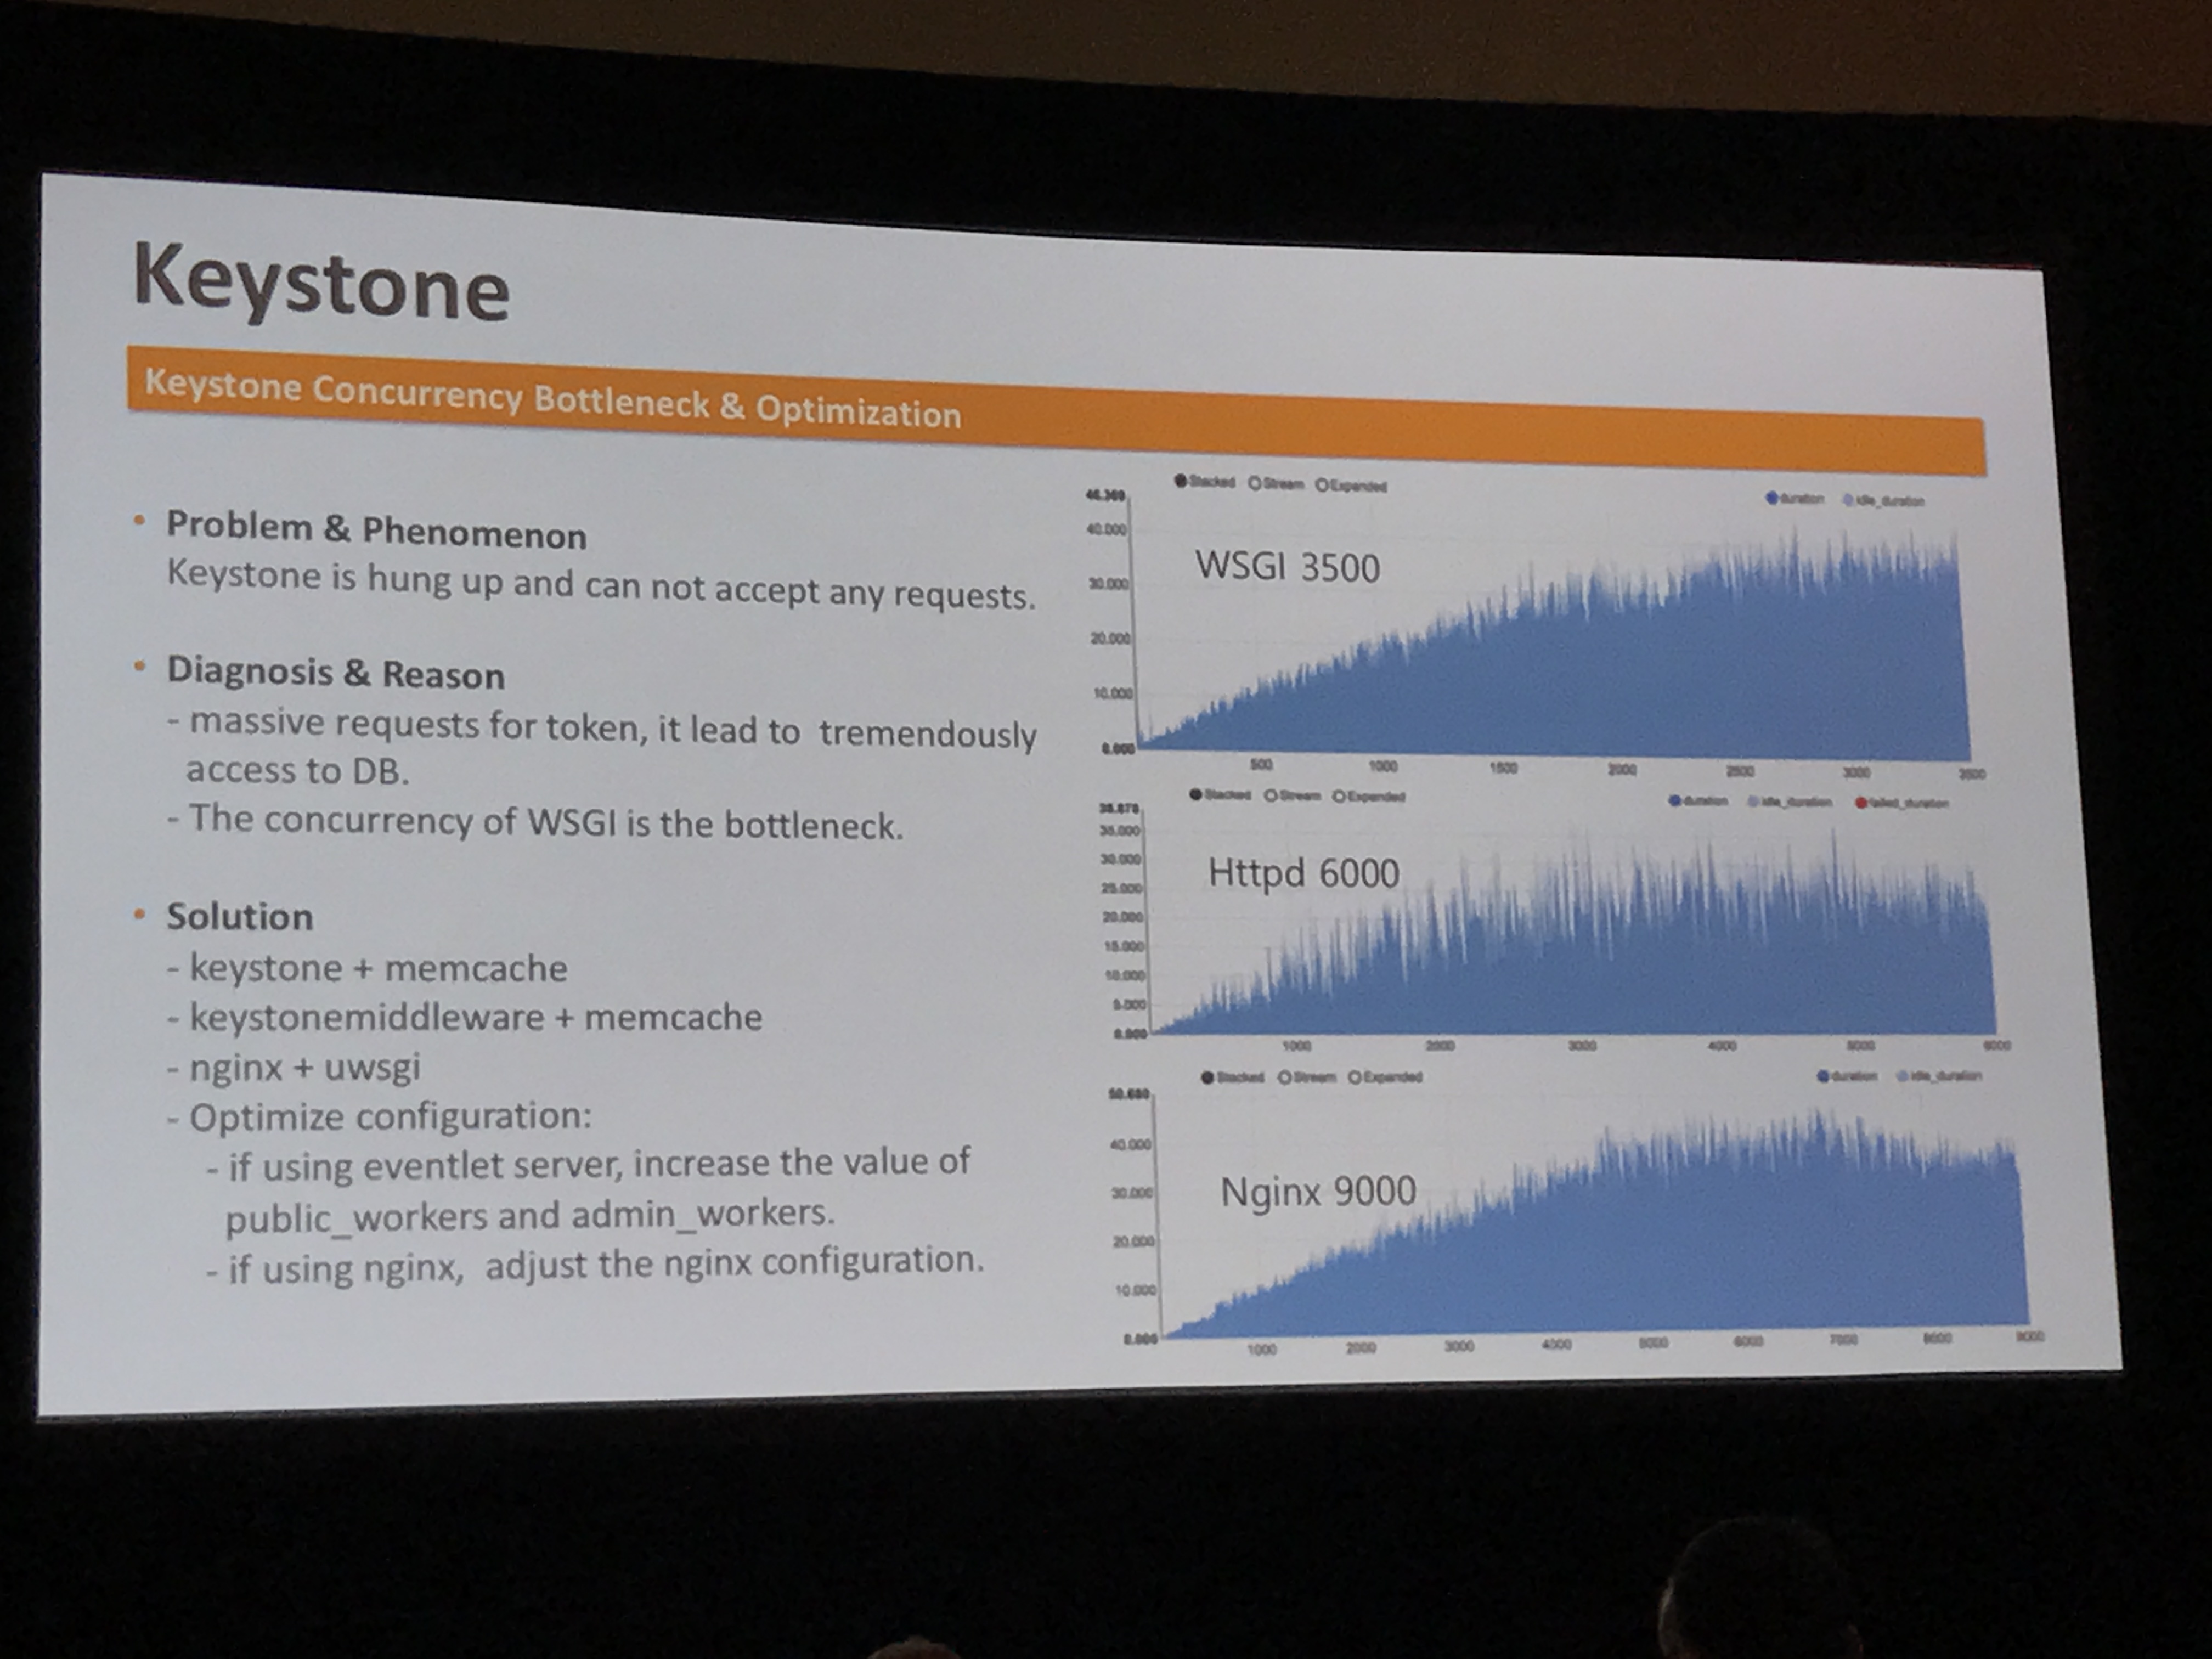 Keystone
Keystone Concurrency Bottleneck & Optimization
• Problem & Phenomenon
Keystone is hung up and can not accept any requests.
• Diagnosis & Reason
- massive requests for token, it lead to tremendously
access to DB.
- The concurrency of WSGI is the bottleneck.
• Solution
- keystone + memcache
- keystonemiddleware + memcache
- nginx + uwsgi
- Optimize configuration:
- if using eventlet server, increase the value of
public_workers and admin_workers.
- if using nginx, adjust the nginx configuration.
Stacked Stream Expanded
duration idle_duration
WSGI 3500
40.000
30.000
20.000
10.000
0.000
500 1000 1500 2000 2500 3000 3500
Stacked Stream Expanded
duration idle_duration failed_duration
Httpd 6000
35.000
30.000
25.000
20.000
15.000
10.000
5.000
0.000
1000 2000 3000 4000 5000 6000
Stacked Stream Expanded
duration idle_duration
Nginx 9000
40.000
30.000
20.000
10.000
0.000
1000 2000 3000 4000 5000 6000 7000 8000 9000